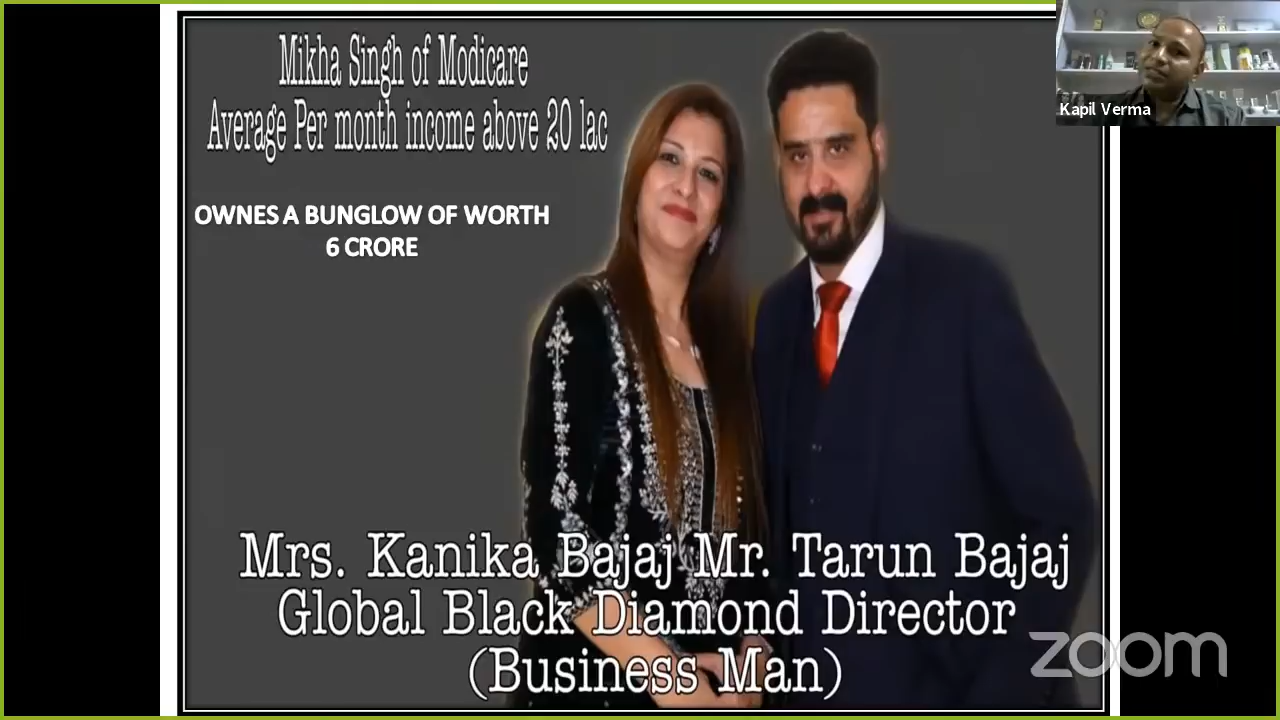 Mikha Singh of Modicare
Average Per month income above 20 lac
OWNES A BUNGLOW OF WORTH
6 CRORE
Kapil Verma
Mrs. Kanika Bajaj Mr. Tarun Bajaj
Global Black Diamond Director
(Business Man)
zoom